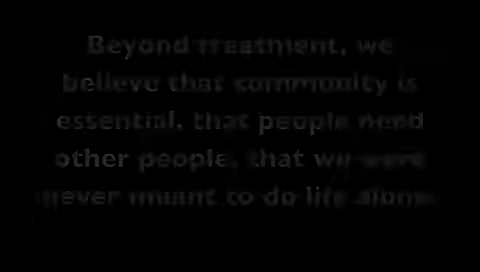 Beyond treatment, we
believe that community is
essential, that people need
other people, that we were
never meant to do life alone.